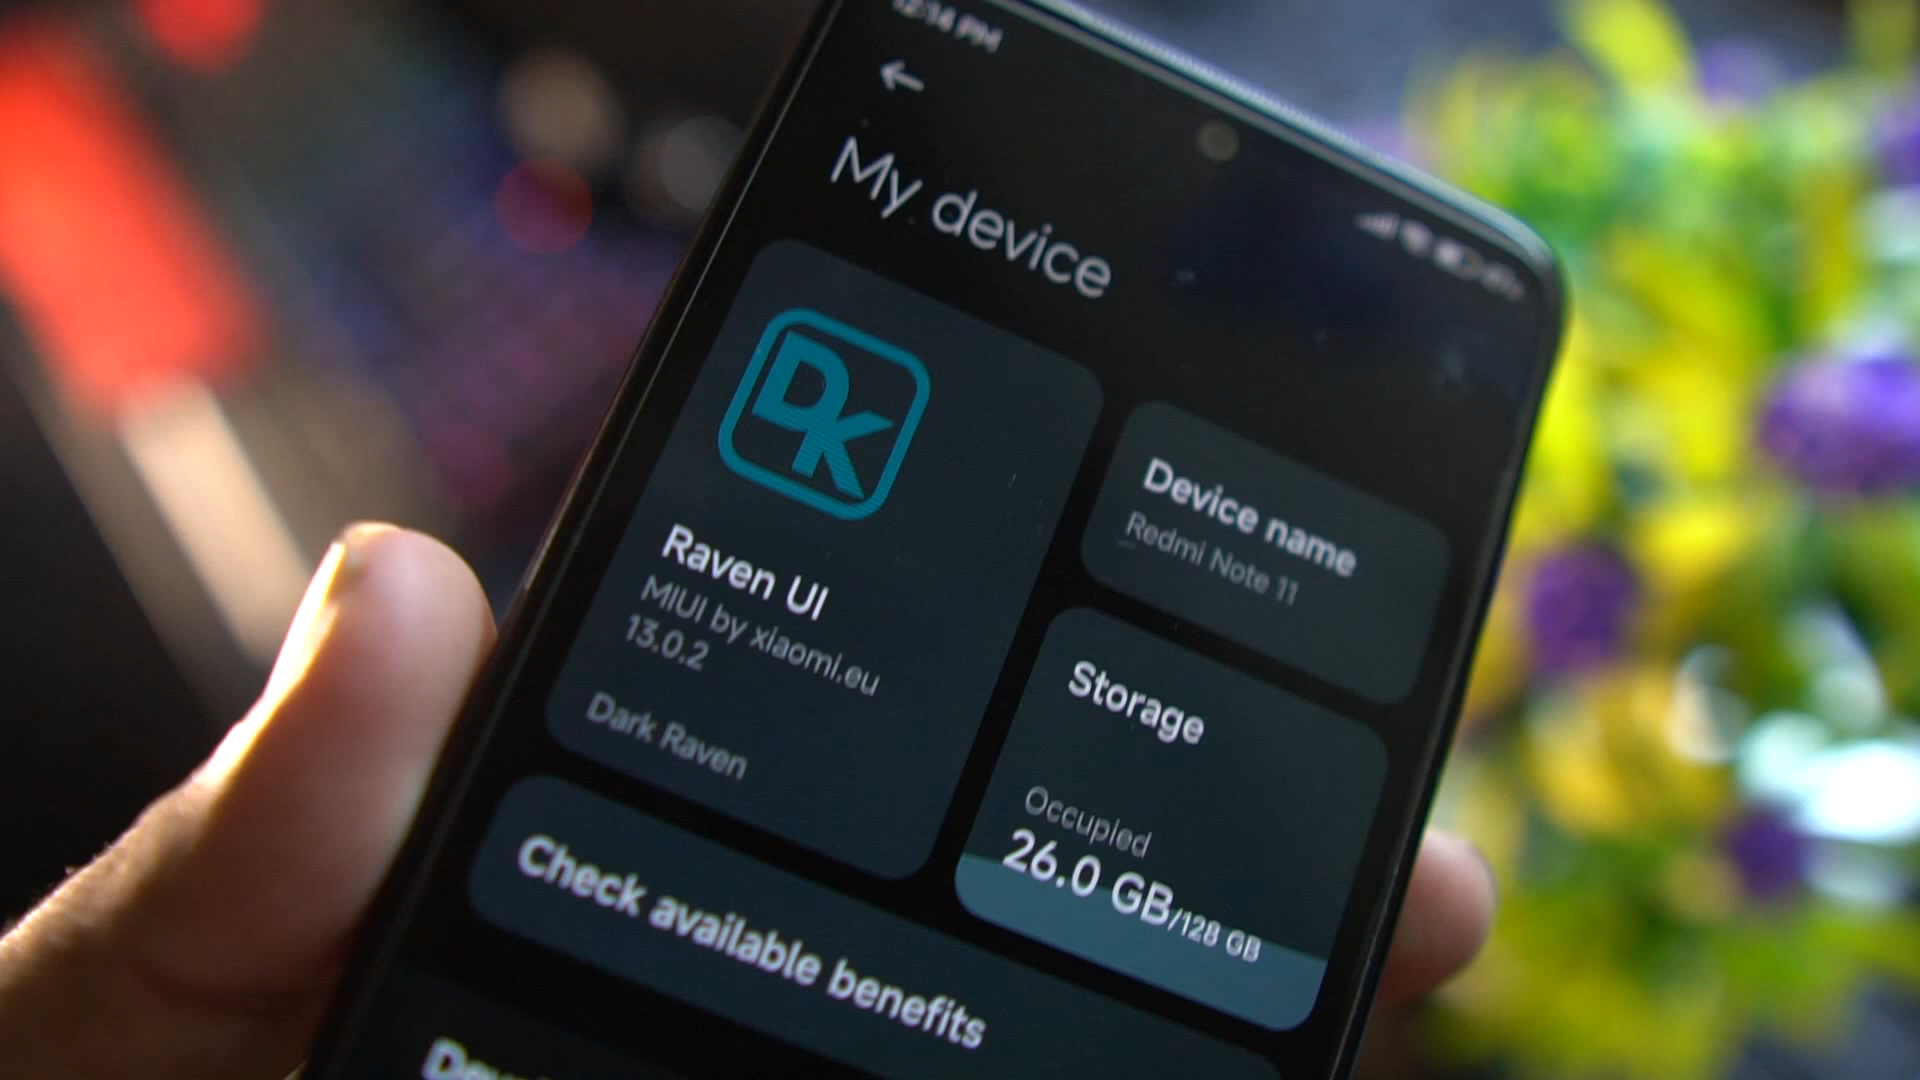 12:14 PM
My device
DK
Raven UI
MIUI by xiaomi.eu
13.0.2
Dark Raven
Device name
Redmi Note 11
Storage
Occupied
26.0 GB/128 GB
Check available benefits